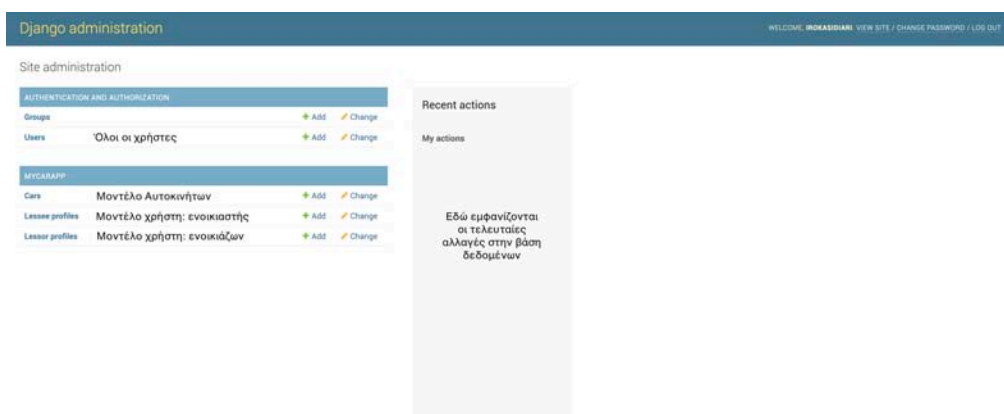 Django administration
WELCOME, IROKASIDIARI. VIEW SITE / CHANGE PASSWORD / LOG OUT
Site administration
AUTHENTICATION AND AUTHORIZATION
Groups + Add Change
Users Όλοι οι χρήστες + Add Change
MYCARAPP
Cars Μοντέλο Αυτοκινήτων + Add Change
Lessee profiles Μοντέλο χρήστη: ενοικιαστής + Add Change
Lessor profiles Μοντέλο χρήστη: ενοικιάζων + Add Change
Recent actions
My actions
Εδώ εμφανίζονται
οι τελευταίες
αλλαγές στην βάση
δεδομένων